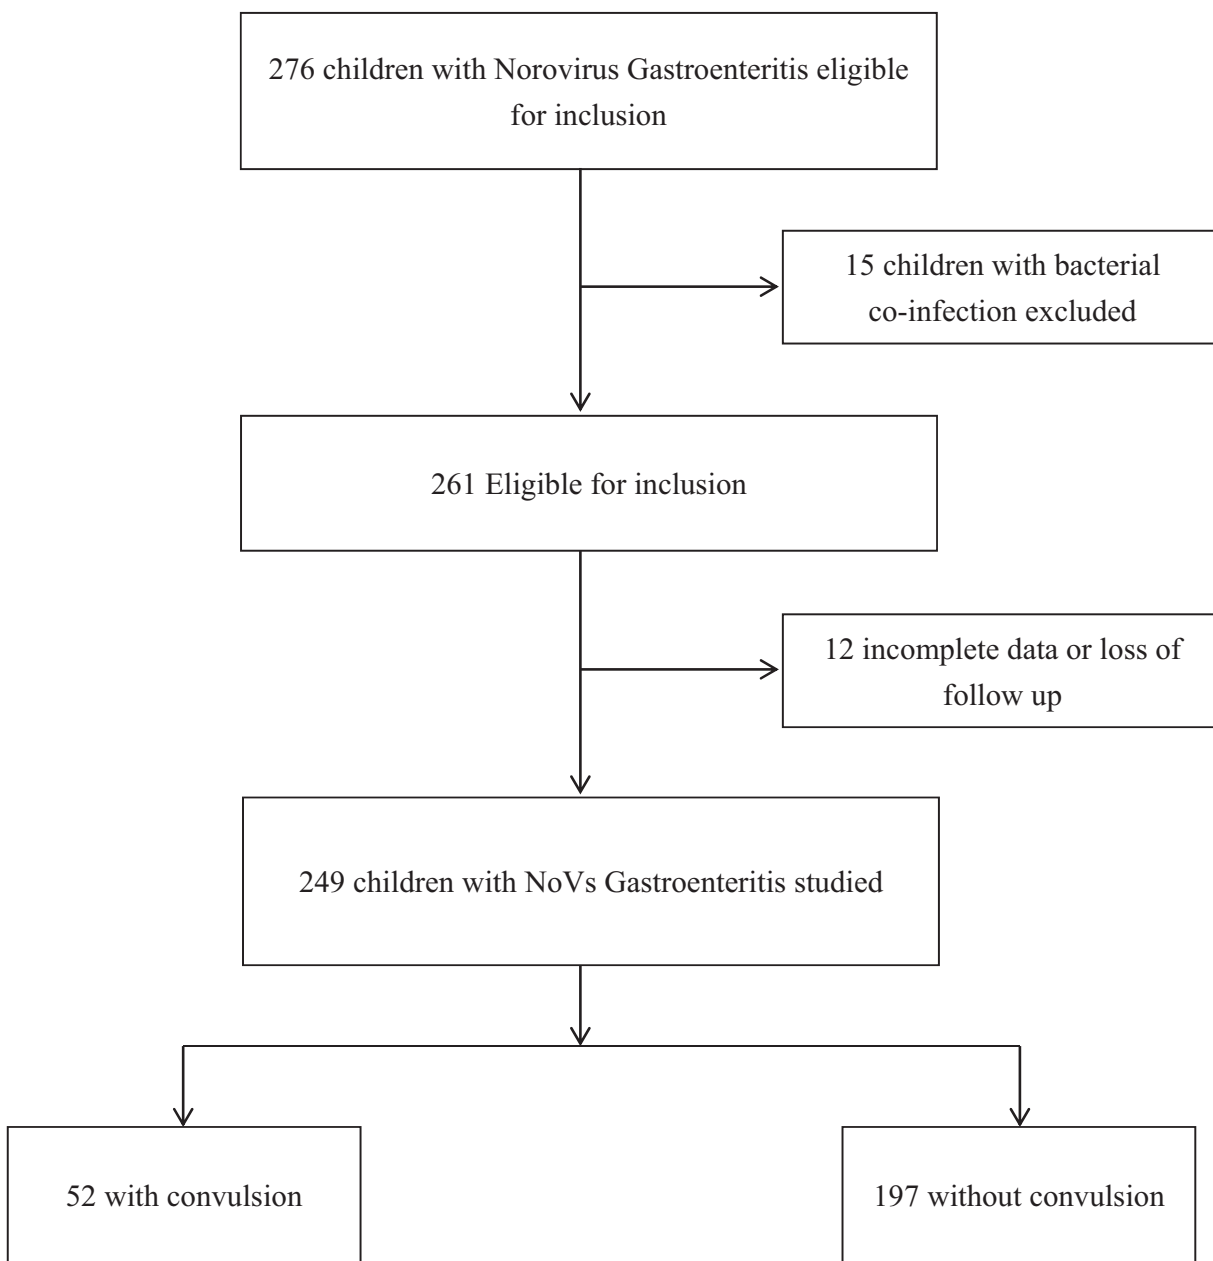 276 children with Norovirus Gastroenteritis eligible
for inclusion
15 children with bacterial
co-infection excluded
261 Eligible for inclusion
12 incomplete data or loss of
follow up
249 children with NoVs Gastroenteritis studied
52 with convulsion
197 without convulsion